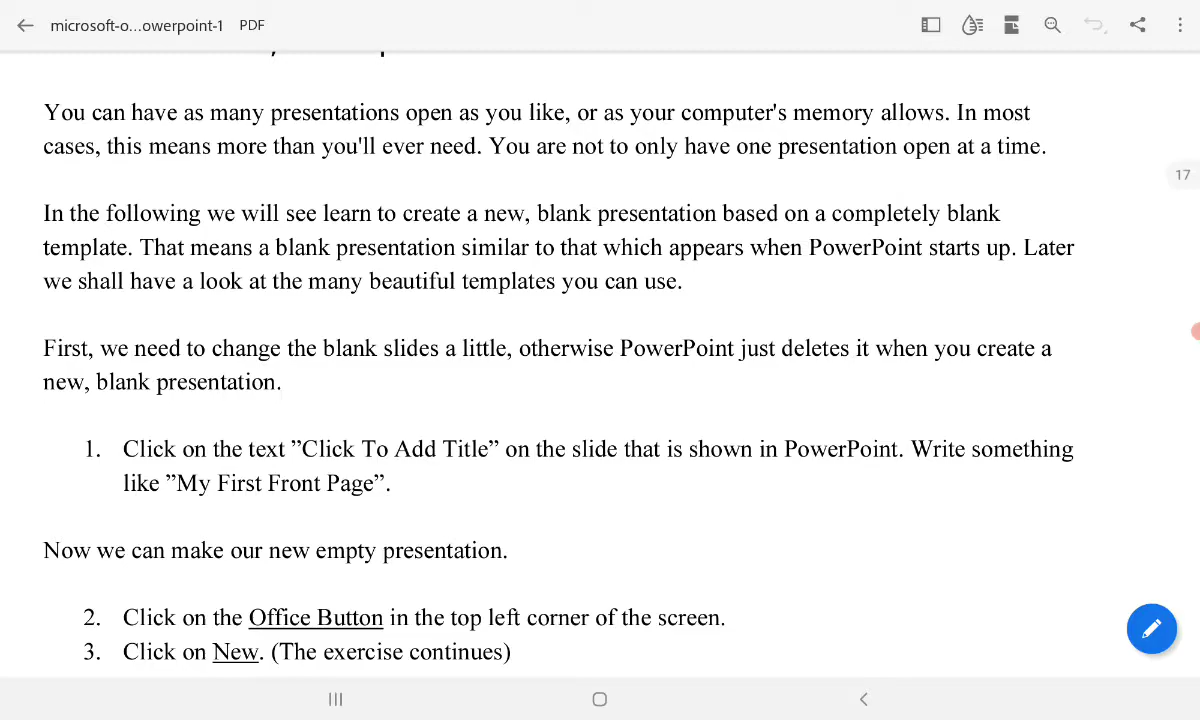 microsoft-o...owerpoint-1 PDF
You can have as many presentations open as you like, or as your computer's memory allows. In most
cases, this means more than you'll ever need. You are not to only have one presentation open at a time.
17
In the following we will see learn to create a new, blank presentation based on a completely blank
template. That means a blank presentation similar to that which appears when PowerPoint starts up. Later
we shall have a look at the many beautiful templates you can use.
First, we need to change the blank slides a little, otherwise PowerPoint just deletes it when you create a
new, blank presentation.
1. Click on the text ”Click To Add Title” on the slide that is shown in PowerPoint. Write something
like ”My First Front Page”.
Now we can make our new empty presentation.
2. Click on the Office Button in the top left corner of the screen.
3. Click on New. (The exercise continues)